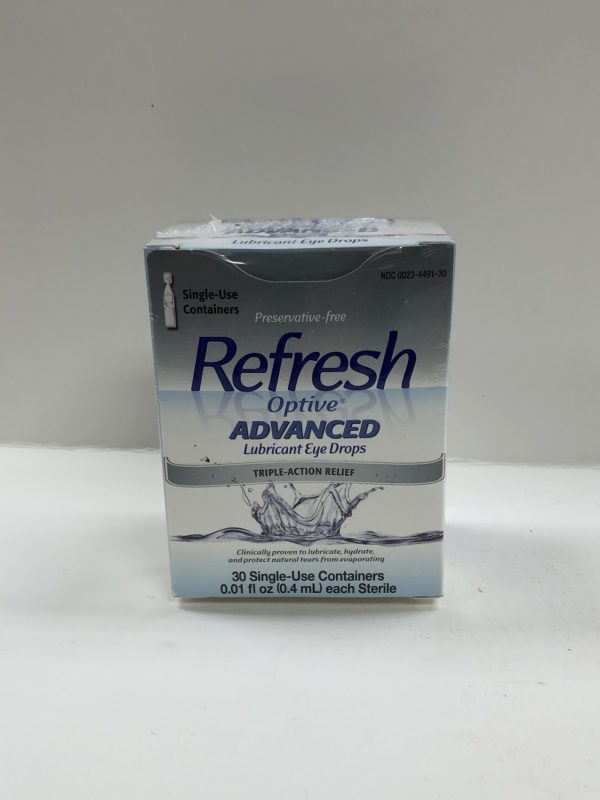 Lubricant Eye Drops
NDC 0023-4491-30
Single-Use
Containers
Preservative-free
Refresh
Optive®
ADVANCED
Lubricant Eye Drops
TRIPLE-ACTION RELIEF
Clinically proven to lubricate, hydrate,
and protect natural tears from evaporating
30 Single-Use Containers
0.01 fl oz (0.4 mL) each Sterile